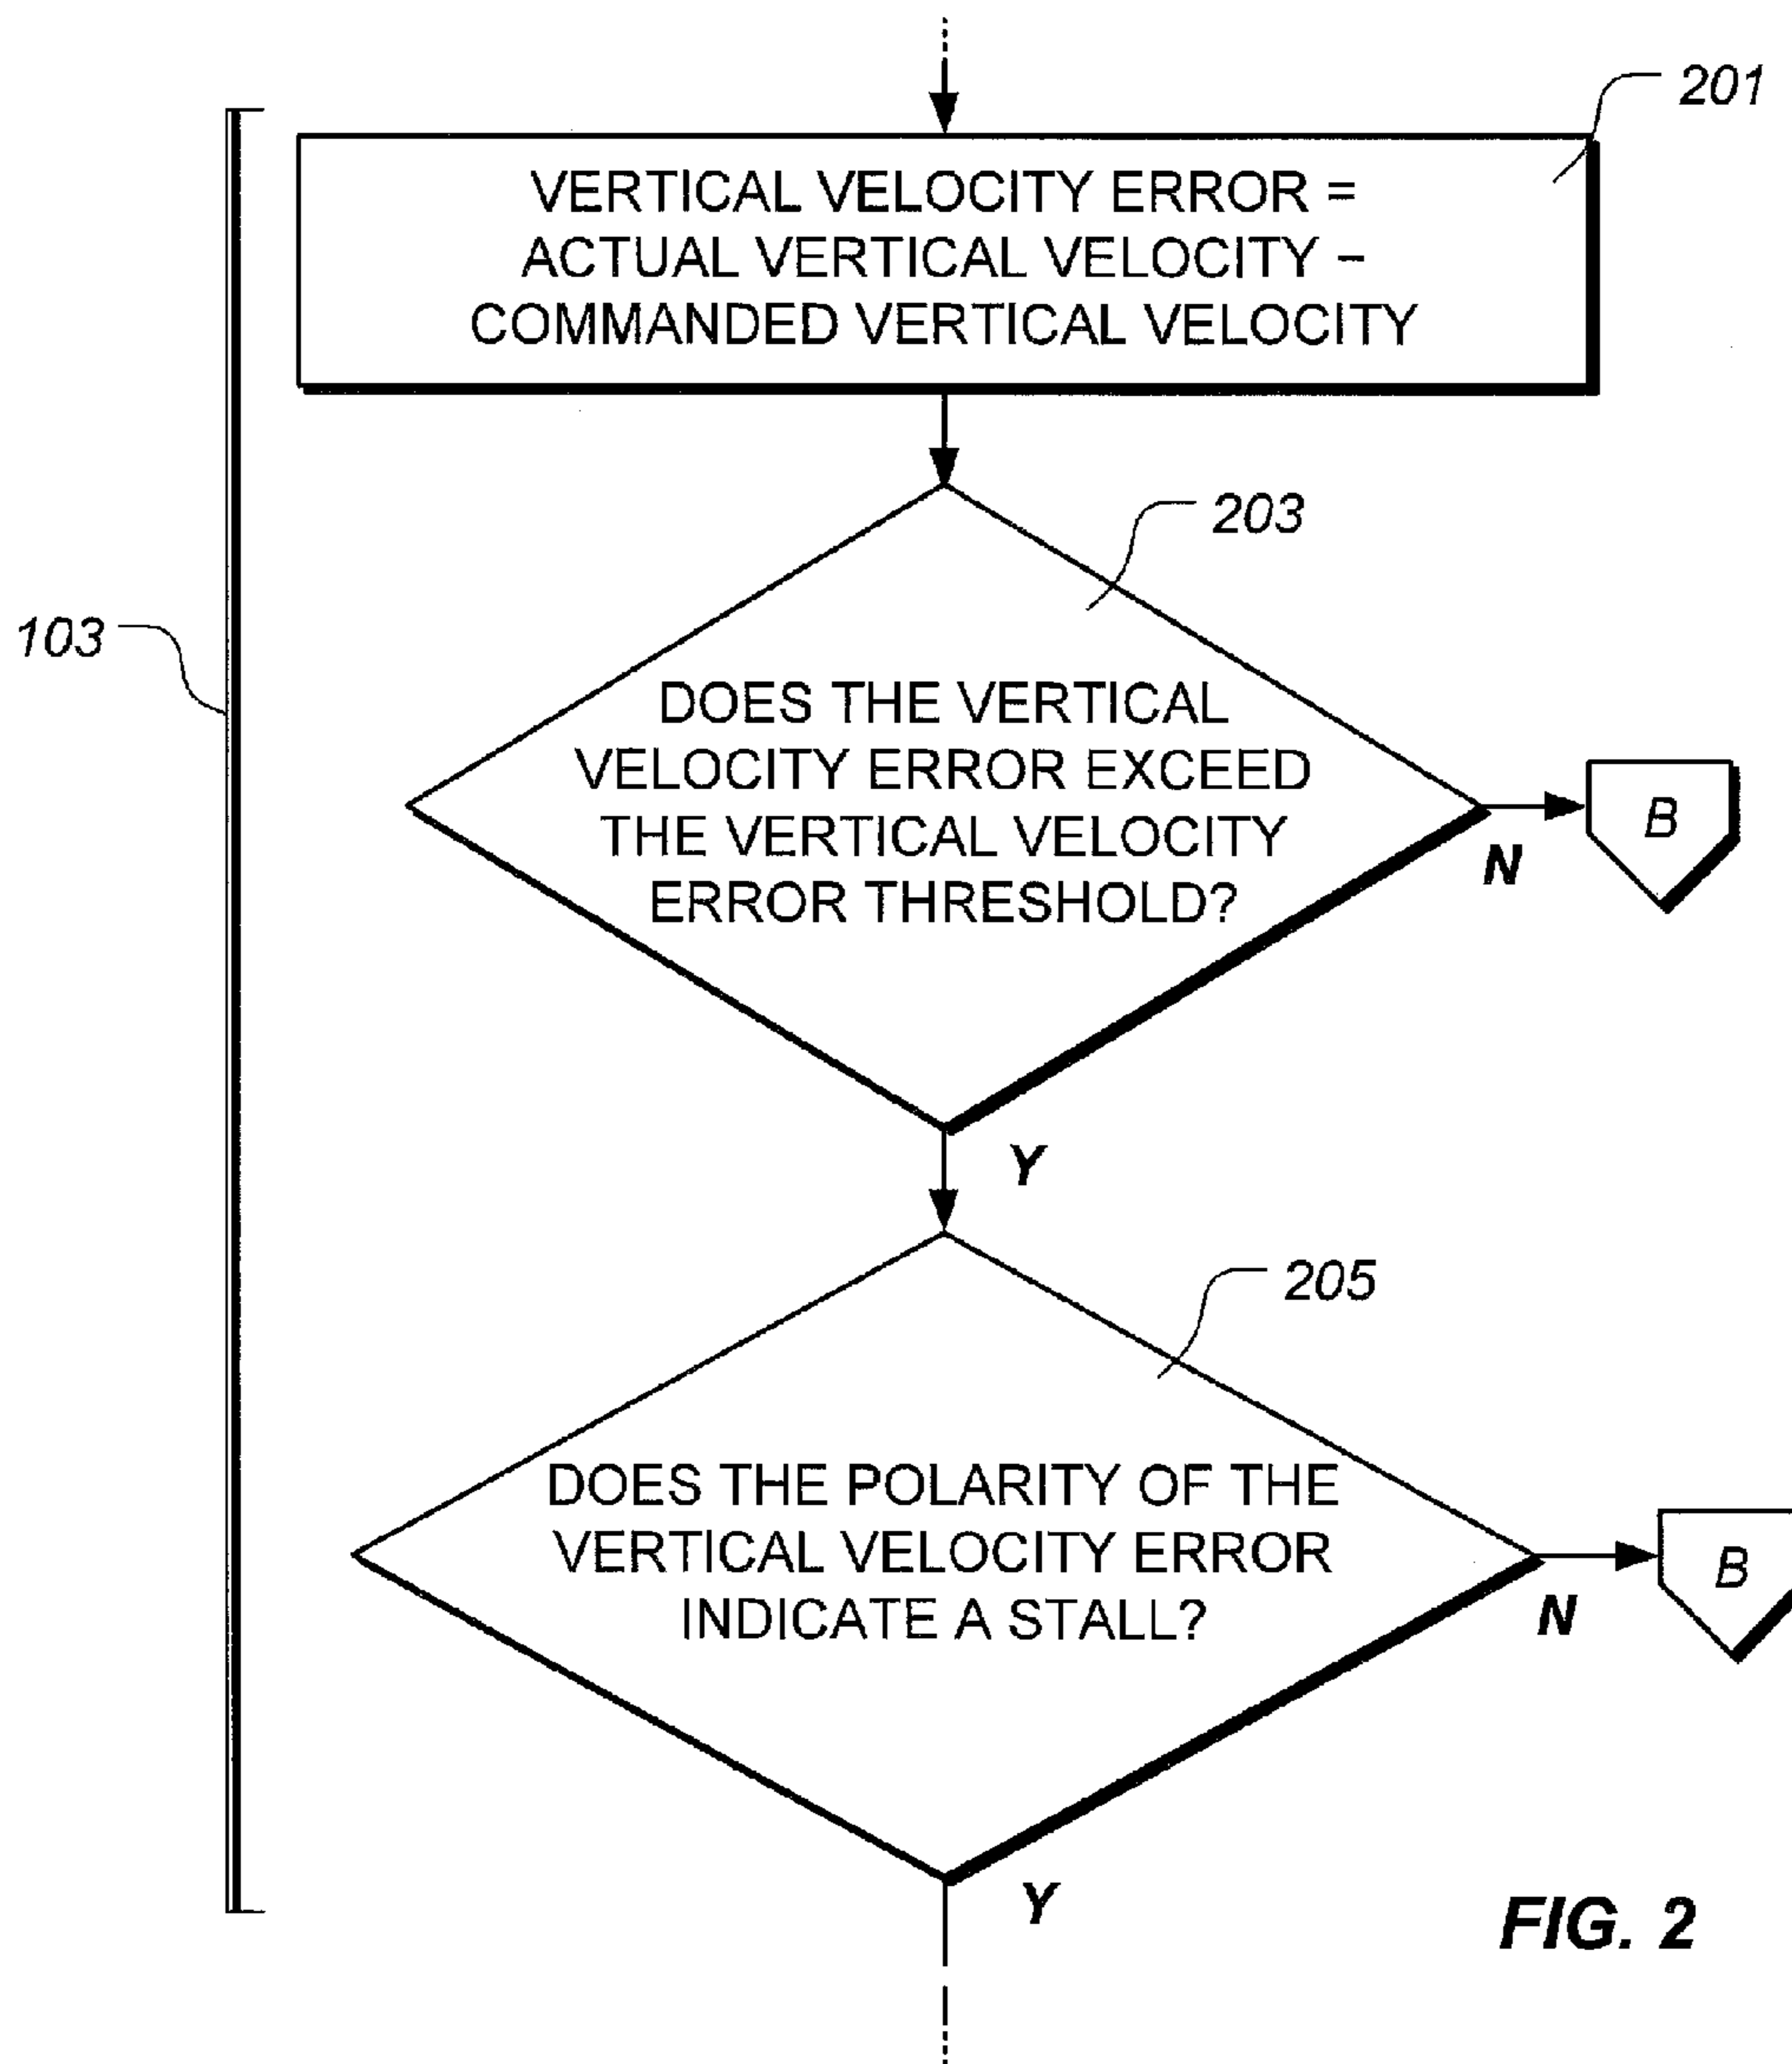 201
VERTICAL VELOCITY ERROR =
ACTUAL VERTICAL VELOCITY –
COMMANDED VERTICAL VELOCITY
203
103
DOES THE VERTICAL
VELOCITY ERROR EXCEED
THE VERTICAL VELOCITY
ERROR THRESHOLD?
B
N
Y
205
DOES THE POLARITY OF THE
VERTICAL VELOCITY ERROR
INDICATE A STALL?
B
N
Y
FIG. 2